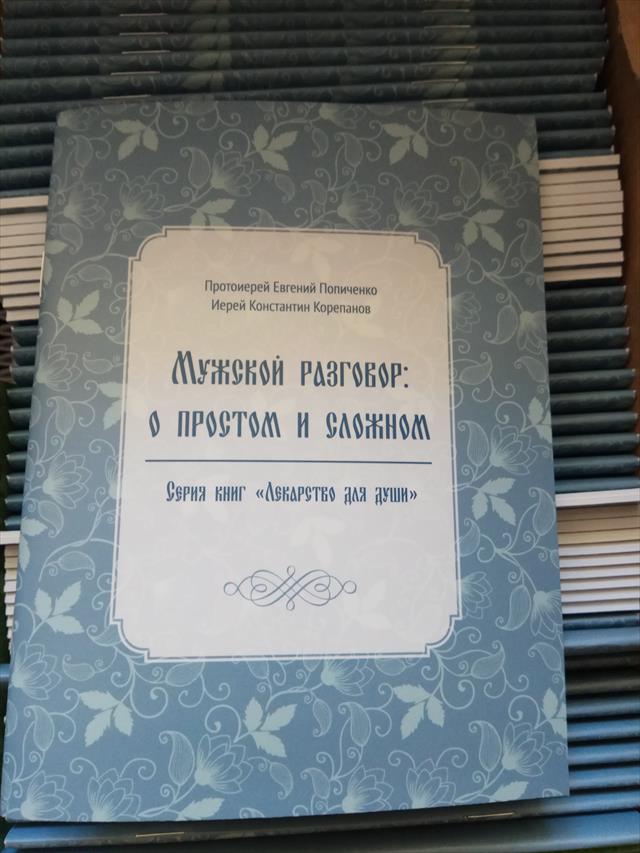 Протоиерей Евгений Попиченко
Иерей Константин Корепанов
Мужской разговор:
о простом и сложном
Серия книг «Лекарство для души»